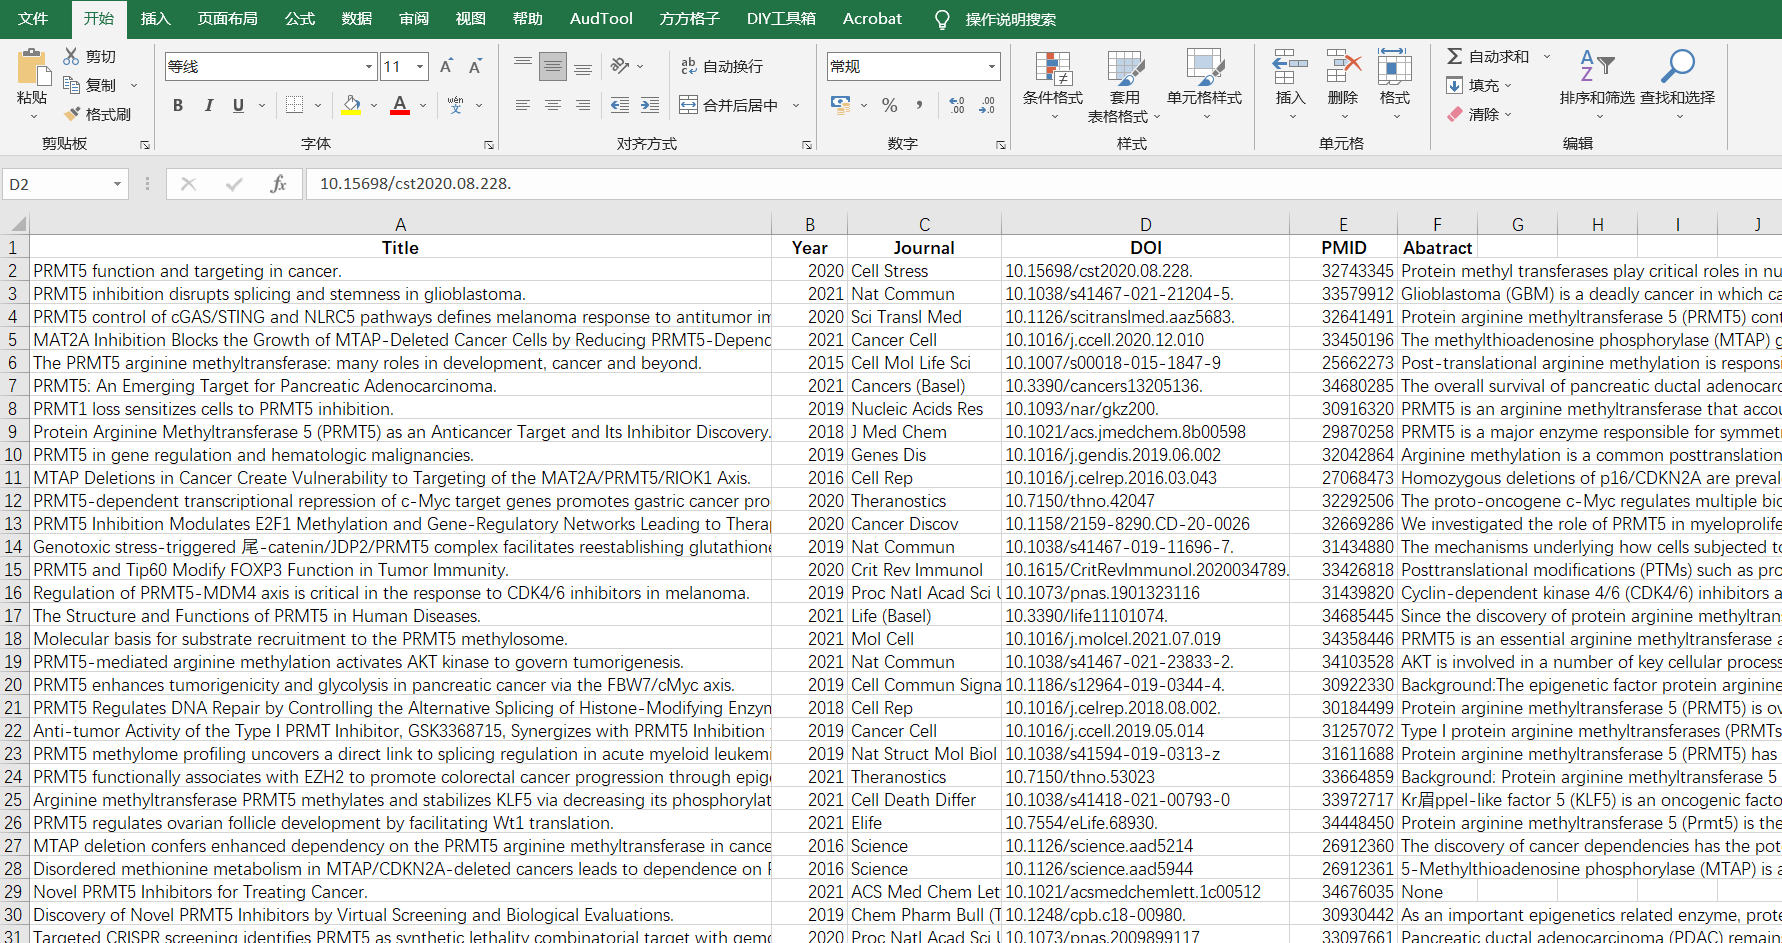 文件 开始 插入 页面布局 公式 数据 审阅 视图 帮助 AudTool 方方格子 DIY工具箱 Acrobat 操作说明搜索
粘贴 剪切 复制 格式刷 剪贴板
等线 11 B I U A wén 文 字体
ab 自动换行 合并后居中 对齐方式
常规 % 数字
条件格式 套用 表格格式 单元格样式 样式
插入 删除 格式 单元格
Σ 自动求和 填充 清除 排序和筛选 查找和选择 编辑
D2 fx 10.15698/cst2020.08.228.
A B C D E F G H I J
1 Title Year Journal DOI PMID Abatract
2 PRMT5 function and targeting in cancer. 2020 Cell Stress 10.15698/cst2020.08.228. 32743345 Protein methyl transferases play critical roles in nu
3 PRMT5 inhibition disrupts splicing and stemness in glioblastoma. 2021 Nat Commun 10.1038/s41467-021-21204-5. 33579912 Glioblastoma (GBM) is a deadly cancer in which ca
4 PRMT5 control of cGAS/STING and NLRC5 pathways defines melanoma response to antitumor im 2020 Sci Transl Med 10.1126/scitranslmed.aaz5683. 32641491 Protein arginine methyltransferase 5 (PRMT5) cont
5 MAT2A Inhibition Blocks the Growth of MTAP-Deleted Cancer Cells by Reducing PRMT5-Depend 2021 Cancer Cell 10.1016/j.ccell.2020.12.010 33450196 The methylthioadenosine phosphorylase (MTAP) g
6 The PRMT5 arginine methyltransferase: many roles in development, cancer and beyond. 2015 Cell Mol Life Sci 10.1007/s00018-015-1847-9 25662273 Post-translational arginine methylation is responsi
7 PRMT5: An Emerging Target for Pancreatic Adenocarcinoma. 2021 Cancers (Basel) 10.3390/cancers13205136. 34680285 The overall survival of pancreatic ductal adenocarc
8 PRMT1 loss sensitizes cells to PRMT5 inhibition. 2019 Nucleic Acids Res 10.1093/nar/gkz200. 30916320 PRMT5 is an arginine methyltransferase that accou
9 Protein Arginine Methyltransferase 5 (PRMT5) as an Anticancer Target and Its Inhibitor Discovery. 2018 J Med Chem 10.1021/acs.jmedchem.8b00598 29870258 PRMT5 is a major enzyme responsible for symmetr
10 PRMT5 in gene regulation and hematologic malignancies. 2019 Genes Dis 10.1016/j.gendis.2019.06.002 32042864 Arginine methylation is a common posttranslation
11 MTAP Deletions in Cancer Create Vulnerability to Targeting of the MAT2A/PRMT5/RIOK1 Axis. 2016 Cell Rep 10.1016/j.celrep.2016.03.043 27068473 Homozygous deletions of p16/CDKN2A are preval
12 PRMT5-dependent transcriptional repression of c-Myc target genes promotes gastric cancer pro 2020 Theranostics 10.7150/thno.42047 32292506 The proto-oncogene c-Myc regulates multiple bio
13 PRMT5 Inhibition Modulates E2F1 Methylation and Gene-Regulatory Networks Leading to Thera 2020 Cancer Discov 10.1158/2159-8290.CD-20-0026 32669286 We investigated the role of PRMT5 in myeloprolife
14 Genotoxic stress-triggered 尾-catenin/JDP2/PRMT5 complex facilitates reestablishing glutathione 2019 Nat Commun 10.1038/s41467-019-11696-7. 31434880 The mechanisms underlying how cells subjected to
15 PRMT5 and Tip60 Modify FOXP3 Function in Tumor Immunity. 2020 Crit Rev Immunol 10.1615/CritRevImmunol.2020034789. 33426818 Posttranslational modifications (PTMs) such as pro
16 Regulation of PRMT5-MDM4 axis is critical in the response to CDK4/6 inhibitors in melanoma. 2019 Proc Natl Acad Sci U 10.1073/pnas.1901323116 31439820 Cyclin-dependent kinase 4/6 (CDK4/6) inhibitors a
17 The Structure and Functions of PRMT5 in Human Diseases. 2021 Life (Basel) 10.3390/life11101074. 34685445 Since the discovery of protein arginine methyltrans
18 Molecular basis for substrate recruitment to the PRMT5 methylosome. 2021 Mol Cell 10.1016/j.molcel.2021.07.019 34358446 PRMT5 is an essential arginine methyltransferase a
19 PRMT5-mediated arginine methylation activates AKT kinase to govern tumorigenesis. 2021 Nat Commun 10.1038/s41467-021-23833-2. 34103528 AKT is involved in a number of key cellular process
20 PRMT5 enhances tumorigenicity and glycolysis in pancreatic cancer via the FBW7/cMyc axis. 2019 Cell Commun Signa 10.1186/s12964-019-0344-4. 30922330 Background:The epigenetic factor protein arginine
21 PRMT5 Regulates DNA Repair by Controlling the Alternative Splicing of Histone-Modifying Enzym 2018 Cell Rep 10.1016/j.celrep.2018.08.002. 30184499 Protein arginine methyltransferase 5 (PRMT5) is ov
22 Anti-tumor Activity of the Type I PRMT Inhibitor, GSK3368715, Synergizes with PRMT5 Inhibition 2019 Cancer Cell 10.1016/j.ccell.2019.05.014 31257072 Type I protein arginine methyltransferases (PRMTs
23 PRMT5 methylome profiling uncovers a direct link to splicing regulation in acute myeloid leukemi 2019 Nat Struct Mol Biol 10.1038/s41594-019-0313-z 31611688 Protein arginine methyltransferase 5 (PRMT5) has
24 PRMT5 functionally associates with EZH2 to promote colorectal cancer progression through epig 2021 Theranostics 10.7150/thno.53023 33664859 Background: Protein arginine methyltransferase 5
25 Arginine methyltransferase PRMT5 methylates and stabilizes KLF5 via decreasing its phosphorylat 2021 Cell Death Differ 10.1038/s41418-021-00793-0 33972717 Kr眉ppel-like factor 5 (KLF5) is an oncogenic facto
26 PRMT5 regulates ovarian follicle development by facilitating Wt1 translation. 2021 Elife 10.7554/eLife.68930. 34448450 Protein arginine methyltransferase 5 (Prmt5) is the
27 MTAP deletion confers enhanced dependency on the PRMT5 arginine methyltransferase in cance 2016 Science 10.1126/science.aad5214 26912360 The discovery of cancer dependencies has the pot
28 Disordered methionine metabolism in MTAP/CDKN2A-deleted cancers leads to dependence on P 2016 Science 10.1126/science.aad5944 26912361 5-Methylthioadenosine phosphorylase (MTAP) is a
29 Novel PRMT5 Inhibitors for Treating Cancer. 2021 ACS Med Chem Let 10.1021/acsmedchemlett.1c00512 34676035 None
30 Discovery of Novel PRMT5 Inhibitors by Virtual Screening and Biological Evaluations. 2019 Chem Pharm Bull (T 10.1248/cpb.c18-00980. 30930442 As an important epigenetics related enzyme, prote
31 Targeted CRISPR screening identifies PRMT5 as synthetic lethality combinatorial target with gemc 2020 Proc Natl Acad Sci U 10.1073/pnas.2009899117 33097661 Pancreatic ductal adenocarcinoma (PDAC) remain